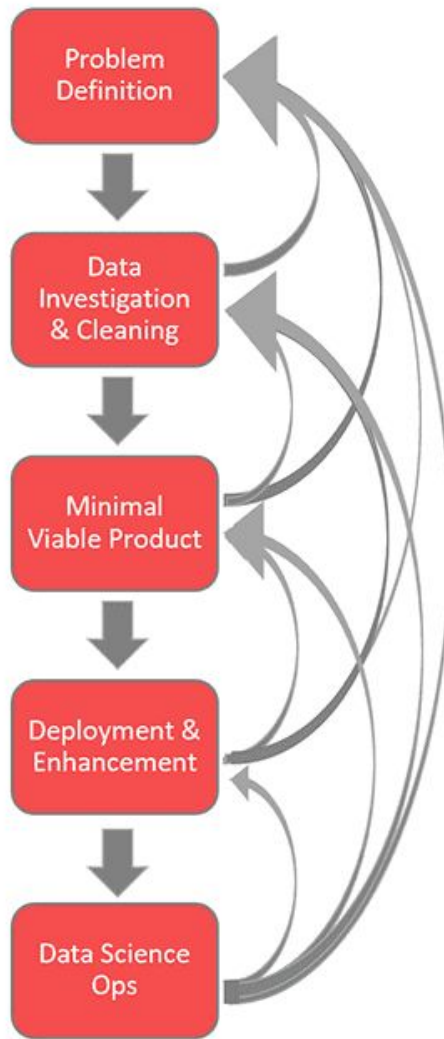 Problem
Definition
Data
Investigation
& Cleaning
Minimal
Viable Product
Deployment &
Enhancement
Data Science
Ops